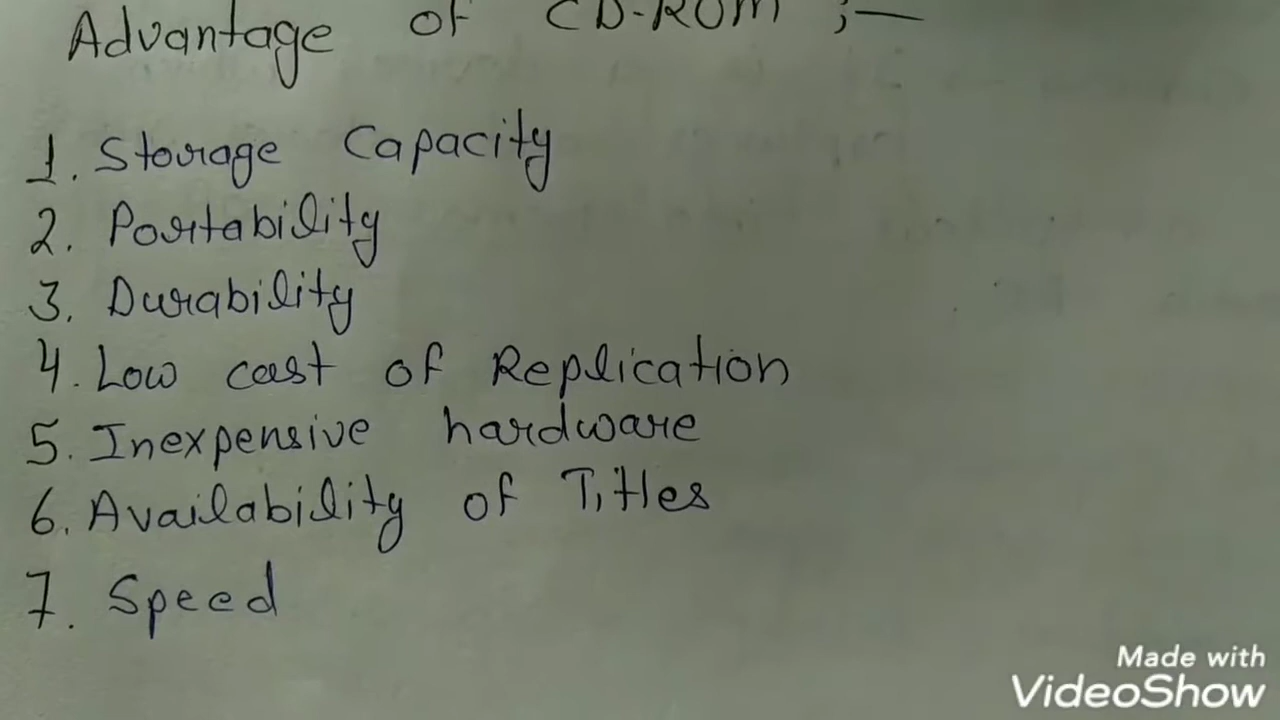 Advantage of CD-ROM ;—
1. Storage Capacity
2. Portability
3. Durability
4. Low cost of Replication
5. Inexpensive hardware
6. Availability of Titles
7. Speed
Made with
VideoShow